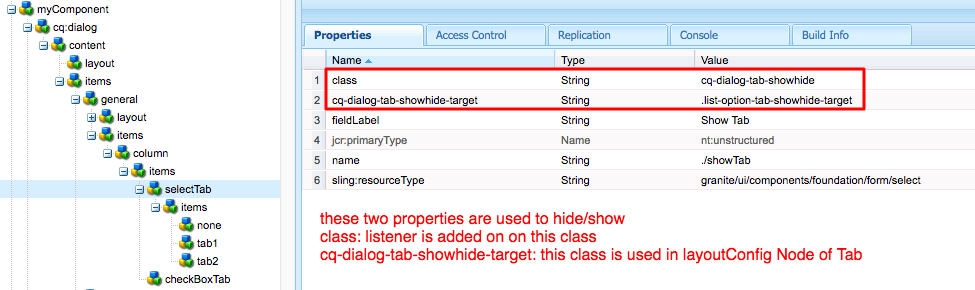 myComponent
cq:dialog
content
layout
items
general
layout
items
column
items
selectTab
items
none
tab1
tab2
checkBoxTab
Properties Access Control Replication Console Build Info
Name Type Value
1 class String cq-dialog-tab-showhide
2 cq-dialog-tab-showhide-target String .list-option-tab-showhide-target
3 fieldLabel String Show Tab
4 jcr:primaryType Name nt:unstructured
5 name String ./showTab
6 sling:resourceType String granite/ui/components/foundation/form/select
these two properties are used to hide/show
class: listener is added on on this class
cq-dialog-tab-showhide-target: this class is used in layoutConfig Node of Tab